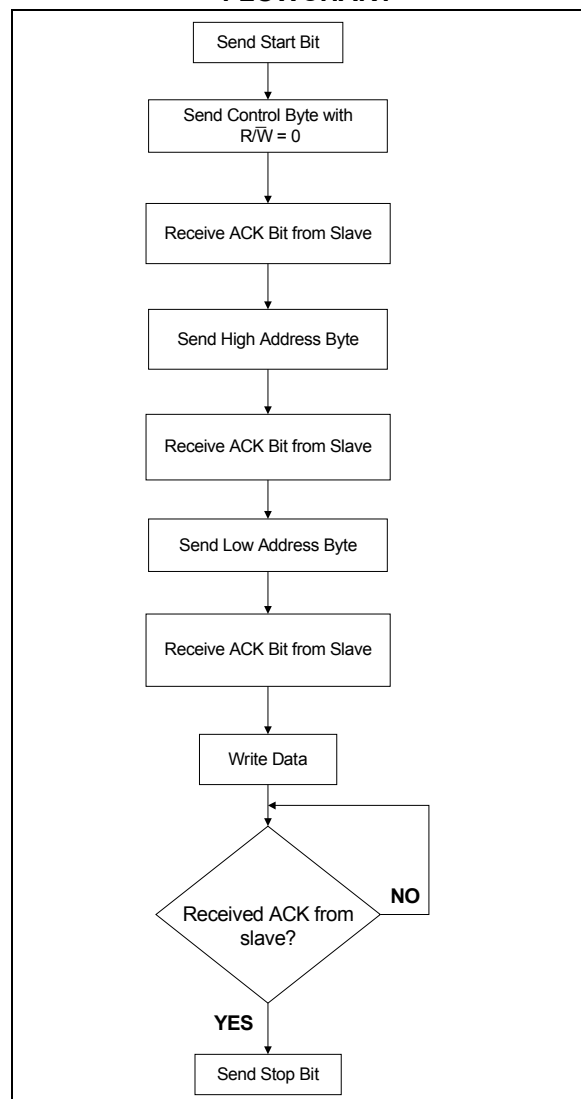 Send Start Bit
Send Control Byte with
R/W̅ = 0
Receive ACK Bit from Slave
Send High Address Byte
Receive ACK Bit from Slave
Send Low Address Byte
Receive ACK Bit from Slave
Write Data
NO
Received ACK from
slave?
YES
Send Stop Bit